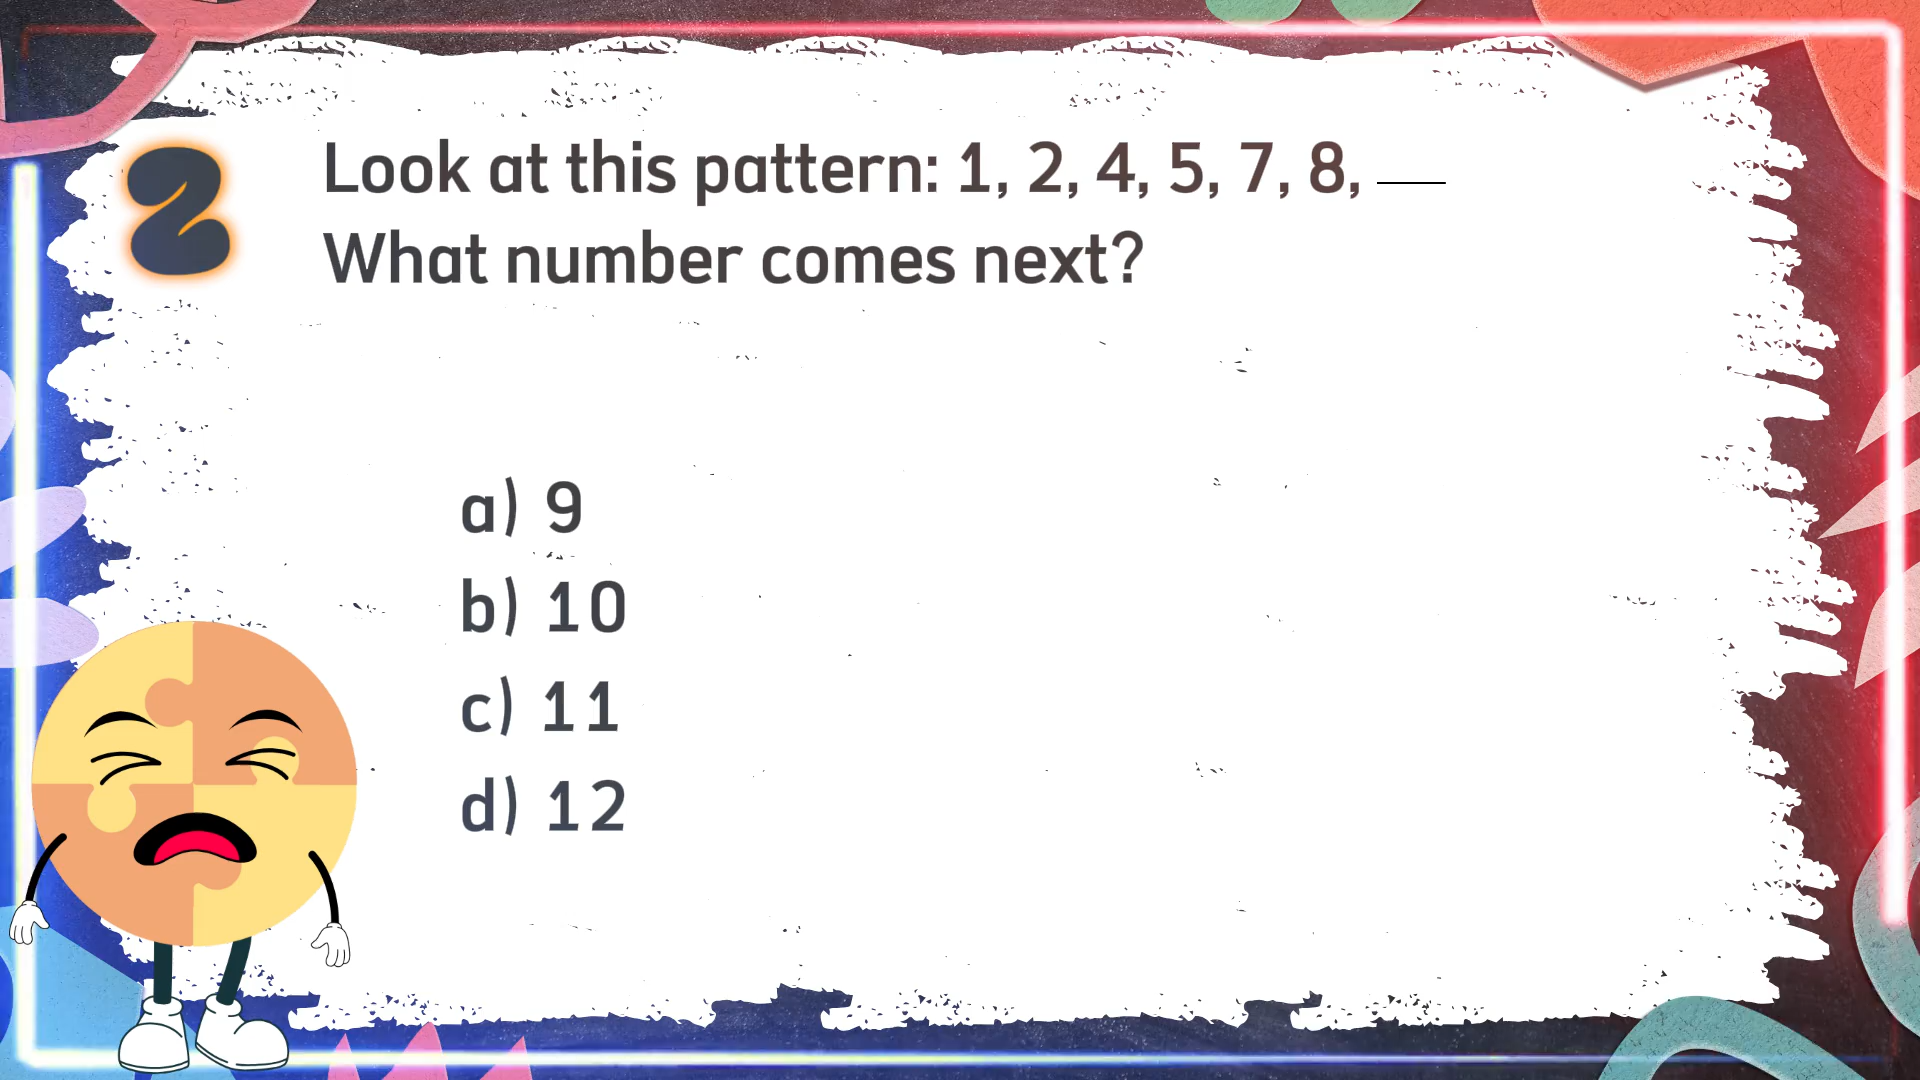 2
Look at this pattern: 1, 2, 4, 5, 7, 8, ___
What number comes next?
a) 9
b) 10
c) 11
d) 12